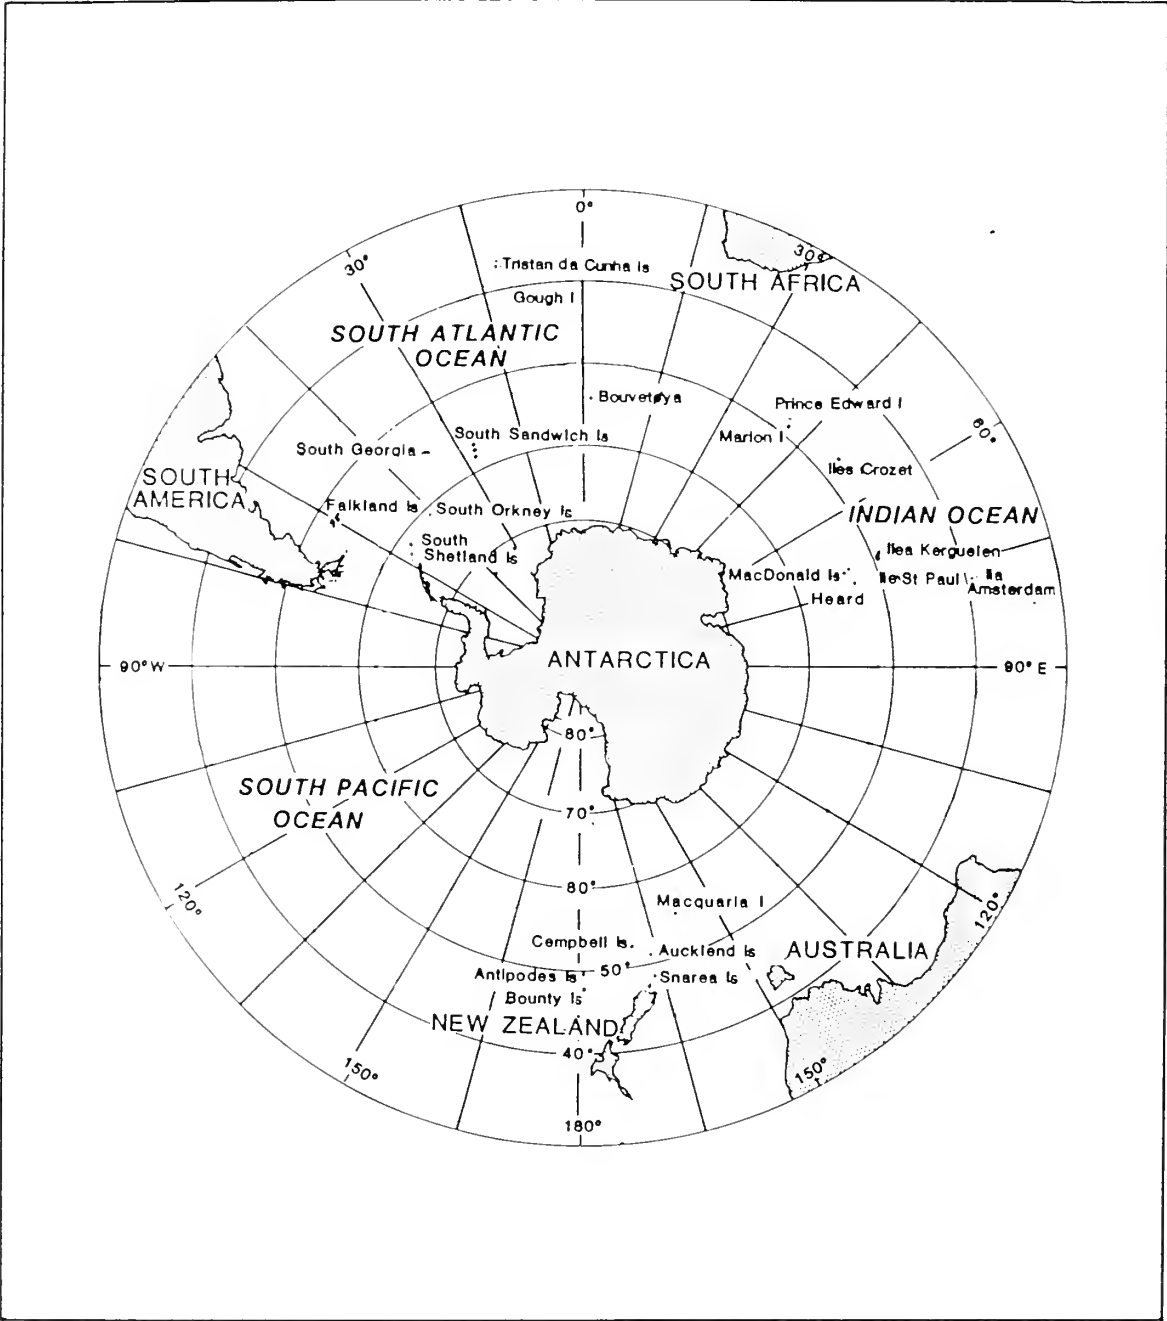 0°
30°
30°
Tristan da Cunha Is
SOUTH AFRICA
Gough I
SOUTH ATLANTIC
OCEAN
Bouvetøya
Prince Edward I
Marion I
60°
South Sandwich Is
South Georgia
Iles Crozet
SOUTH
AMERICA
Falkland Is
South Orkney Is
INDIAN OCEAN
South
Shetland Is
Iles Kerguelen
MacDonald Is
Ile St Paul
Ile
Amsterdam
Heard
90°W
ANTARCTICA
90°E
80°
SOUTH PACIFIC
OCEAN
70°
80°
120°
120°
Macquaria I
Campbell Is.
Aucklend Is
AUSTRALIA
Antipodes Is
50°
Snarea Is
Bounty Is
NEW ZEALAND
40°
150°
150°
180°